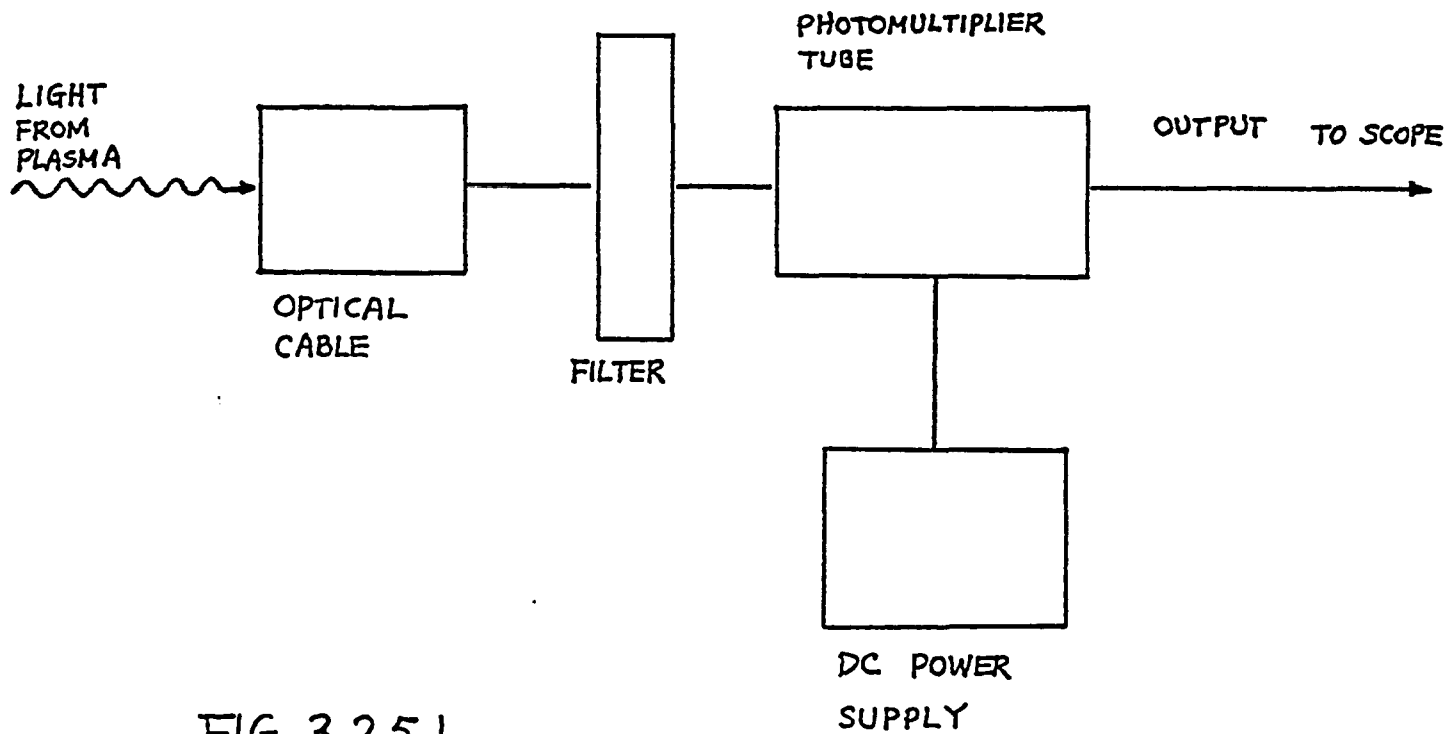 PHOTOMULTIPLIER
TUBE
LIGHT
FROM
PLASMA
OUTPUT TO SCOPE
OPTICAL
CABLE
FILTER
DC POWER
SUPPLY
FIG 3.2.5.1